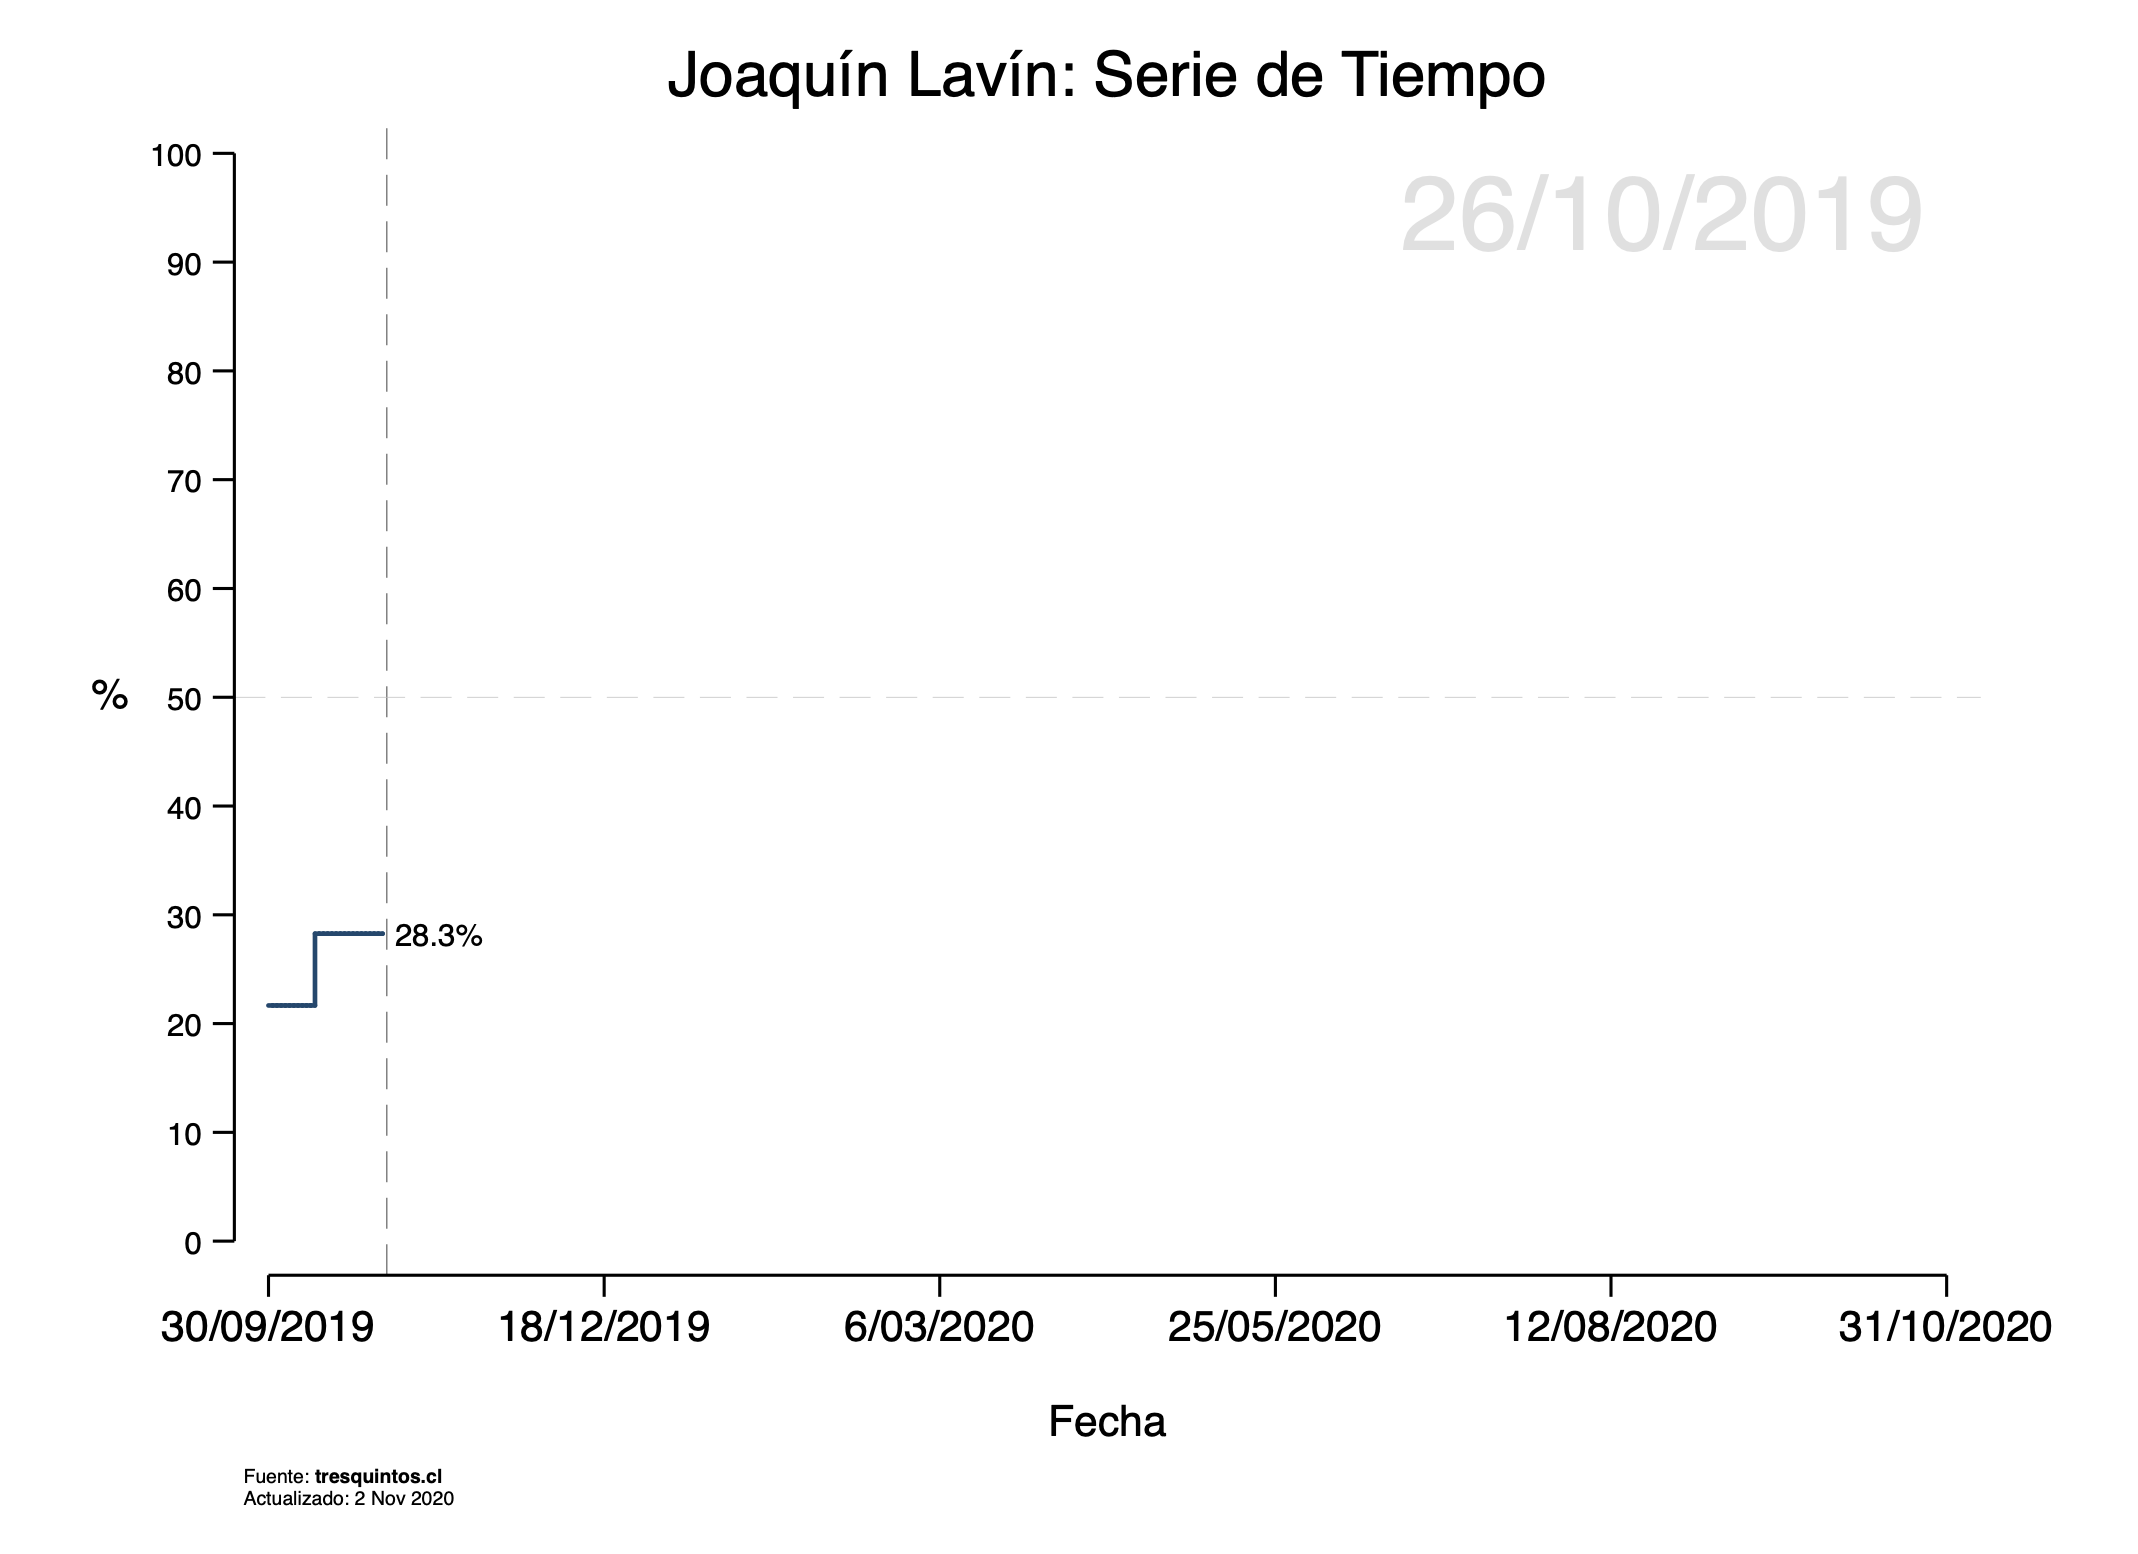 Joaquín Lavín: Serie de Tiempo
26/10/2019
100
90
80
70
60
50
40
30
20
10
0
%
28.3%
30/09/2019 18/12/2019 6/03/2020 25/05/2020 12/08/2020 31/10/2020
Fecha
Fuente: tresquintos.cl
Actualizado: 2 Nov 2020